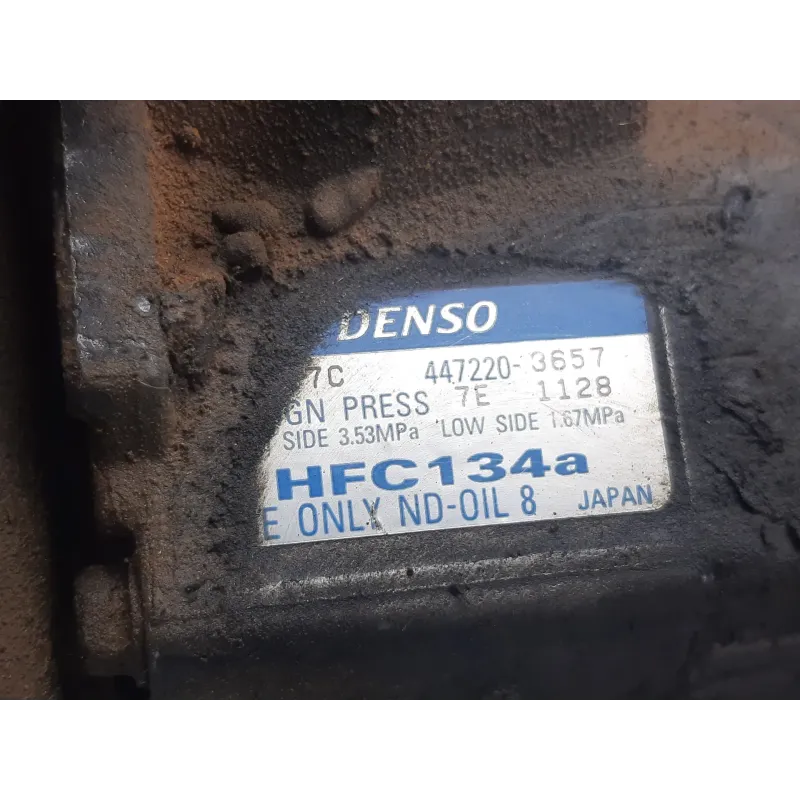 DENSO
7C 447220-3657
GN PRESS 7E 1128
SIDE 3.53MPa LOW SIDE 1.67MPa
HFC134a
E ONLY ND-OIL 8 JAPAN